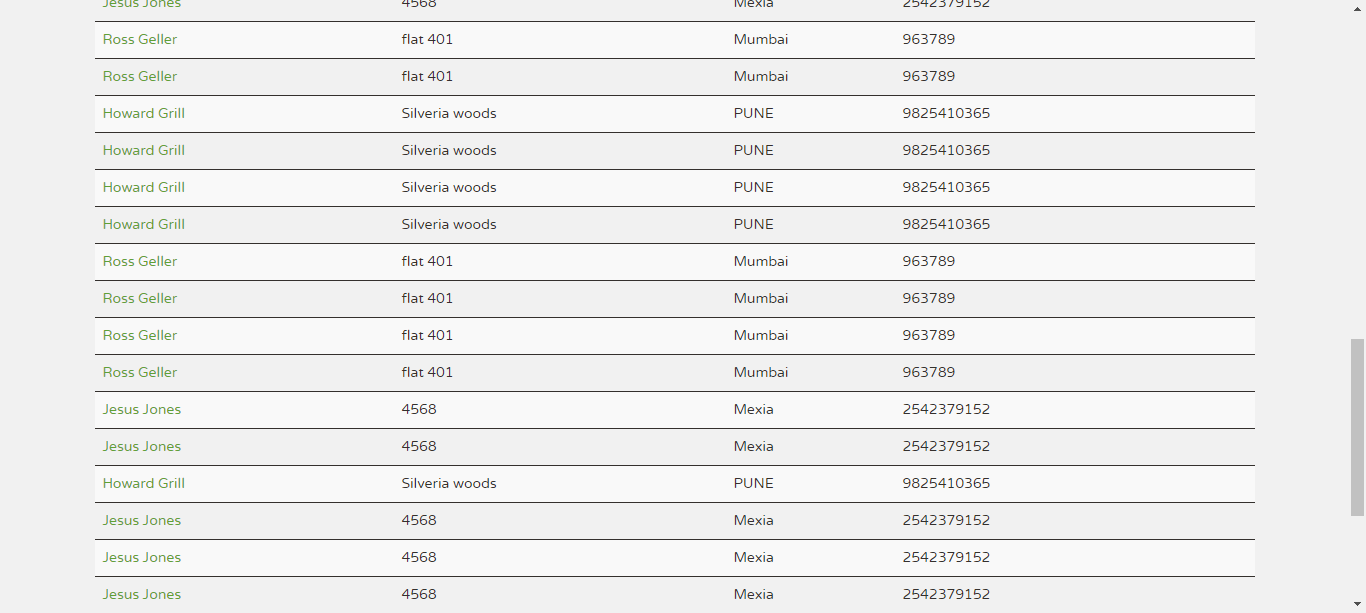 Jesus Jones 4568 Mexia 2542379152
Ross Geller flat 401 Mumbai 963789
Ross Geller flat 401 Mumbai 963789
Howard Grill Silveria woods PUNE 9825410365
Howard Grill Silveria woods PUNE 9825410365
Howard Grill Silveria woods PUNE 9825410365
Howard Grill Silveria woods PUNE 9825410365
Ross Geller flat 401 Mumbai 963789
Ross Geller flat 401 Mumbai 963789
Ross Geller flat 401 Mumbai 963789
Ross Geller flat 401 Mumbai 963789
Jesus Jones 4568 Mexia 2542379152
Jesus Jones 4568 Mexia 2542379152
Howard Grill Silveria woods PUNE 9825410365
Jesus Jones 4568 Mexia 2542379152
Jesus Jones 4568 Mexia 2542379152
Jesus Jones 4568 Mexia 2542379152